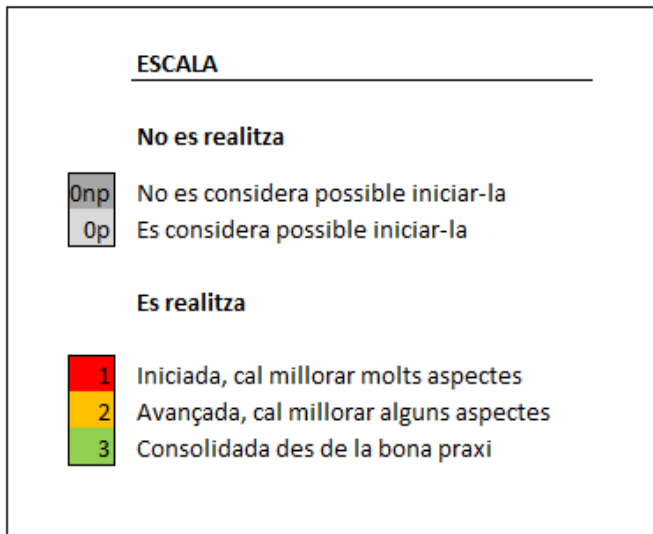 ESCALA
No es realitza
0np No es considera possible iniciar-la
0p Es considera possible iniciar-la
Es realitza
1 Iniciada, cal millorar molts aspectes
2 Avançada, cal millorar alguns aspectes
3 Consolidada des de la bona praxi